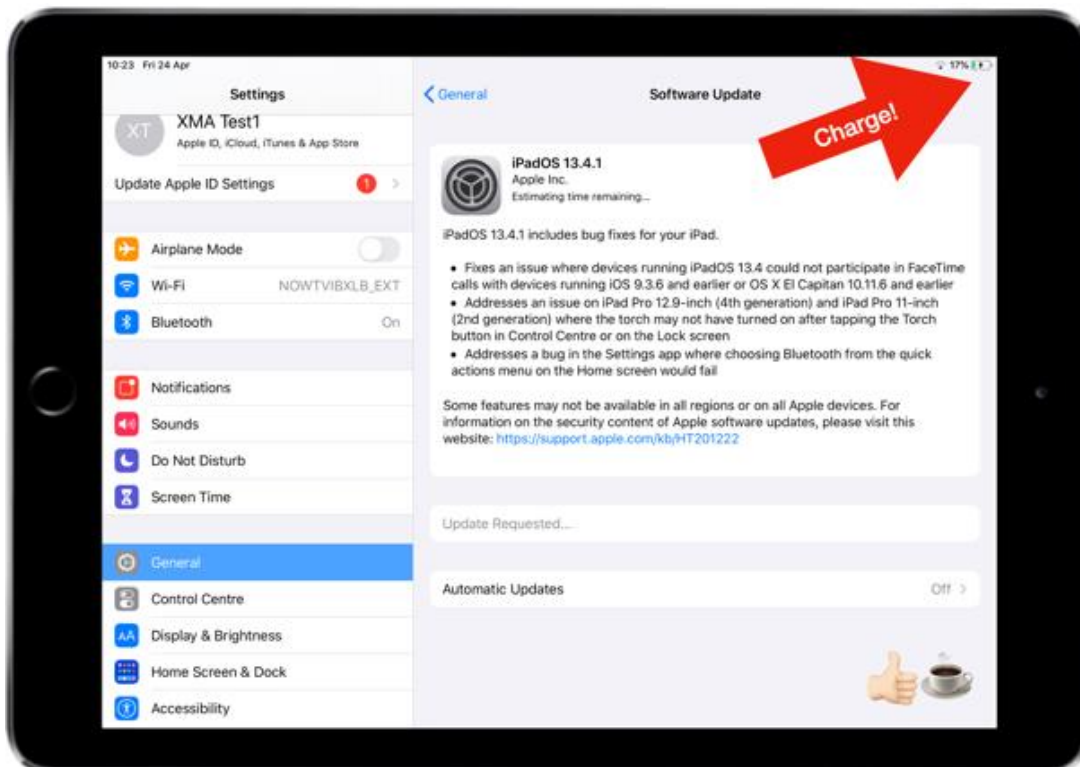 10:23 Fri 24 Apr
17%
Settings
XT
XMA Test1
Apple ID, iCloud, iTunes & App Store
Update Apple ID Settings
1
Airplane Mode
Wi-Fi
NOWTVIBXLB_EXT
Bluetooth
On
Notifications
Sounds
Do Not Disturb
Screen Time
General
Control Centre
AA
Display & Brightness
Home Screen & Dock
Accessibility
General
Software Update
Charge!
iPadOS 13.4.1
Apple Inc.
Estimating time remaining...
iPadOS 13.4.1 includes bug fixes for your iPad.
• Fixes an issue where devices running iPadOS 13.4 could not participate in FaceTime
calls with devices running iOS 9.3.6 and earlier or OS X El Capitan 10.11.6 and earlier
• Addresses an issue on iPad Pro 12.9-inch (4th generation) and iPad Pro 11-inch
(2nd generation) where the torch may not have turned on after tapping the Torch
button in Control Centre or on the Lock screen
• Addresses a bug in the Settings app where choosing Bluetooth from the quick
actions menu on the Home screen would fail
Some features may not be available in all regions or on all Apple devices. For
information on the security content of Apple software updates, please visit this
website: https://support.apple.com/kb/HT201222
Update Requested...
Automatic Updates
Off